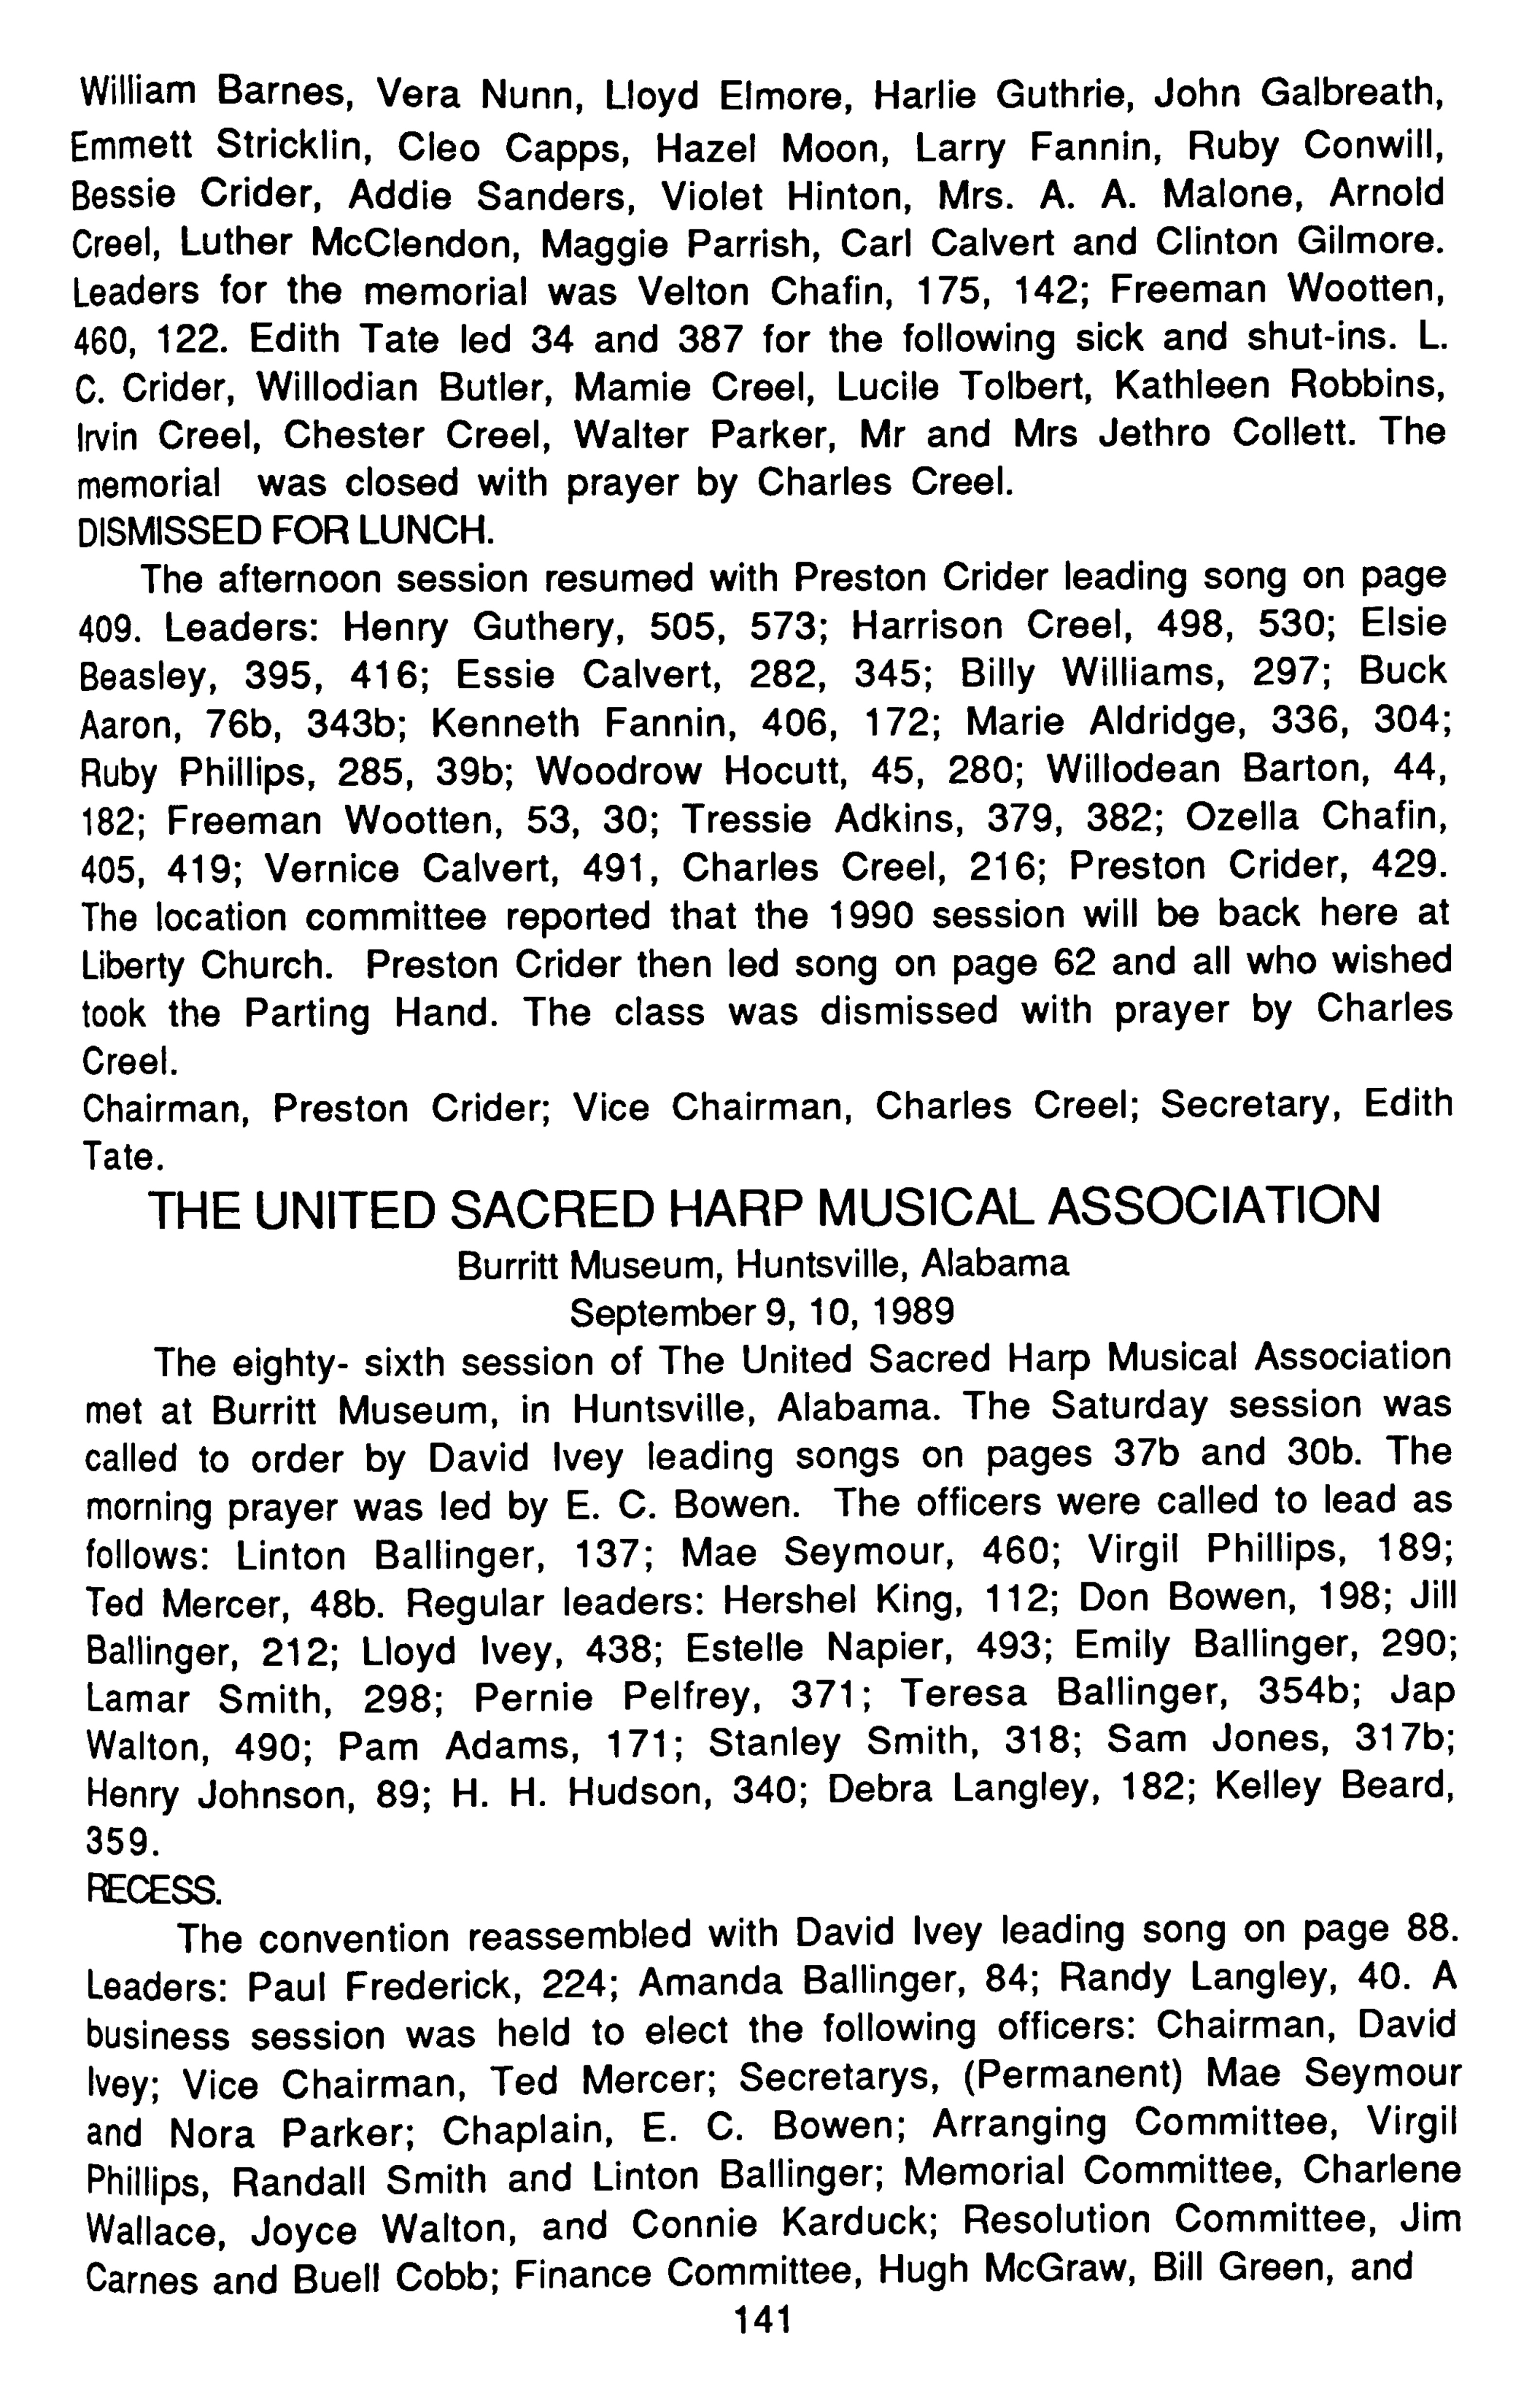 William Barnes, Vera Nunn, Lloyd Elmore, Harlie Guthrie, John Galbreath,
Emmett Stricklin, Cleo Capps, Hazel Moon, Larry Fannin, Ruby Conwill,
Bessie Crider, Addie Sanders, Violet Hinton, Mrs. A. A. Malone, Arnold
Creel, Luther McClendon, Maggie Parrish, Carl Calvert and Clinton Gilmore.
Leaders for the memorial was Velton Chafin, 175, 142; Freeman Wootten,
460, 122. Edith Tate led 34 and 387 for the following sick and shut-ins. L.
C. Crider, Willodian Butler, Mamie Creel, Lucile Tolbert, Kathleen Robbins,
Irvin Creel, Chester Creel, Walter Parker, Mr and Mrs Jethro Collett. The
memorial was closed with prayer by Charles Creel.
DISMISSED FOR LUNCH.
The afternoon session resumed with Preston Crider leading song on page
409. Leaders: Henry Guthery, 505, 573; Harrison Creel, 498, 530; Elsie
Beasley, 395, 416; Essie Calvert, 282, 345; Billy Williams, 297; Buck
Aaron, 76b, 343b; Kenneth Fannin, 406, 172; Marie Aldridge, 336, 304;
Ruby Phillips, 285, 39b; Woodrow Hocutt, 45, 280; Willodean Barton, 44,
182; Freeman Wootten, 53, 30; Tressie Adkins, 379, 382; Ozella Chafin,
405, 419; Vernice Calvert, 491, Charles Creel, 216; Preston Crider, 429.
The location committee reported that the 1990 session will be back here at
Liberty Church. Preston Crider then led song on page 62 and all who wished
took the Parting Hand. The class was dismissed with prayer by Charles
Creel.
Chairman, Preston Crider; Vice Chairman, Charles Creel; Secretary, Edith
Tate.
THE UNITED SACRED HARP MUSICAL ASSOCIATION
Burritt Museum, Huntsville, Alabama
September 9, 10, 1989
The eighty- sixth session of The United Sacred Harp Musical Association
met at Burritt Museum, in Huntsville, Alabama. The Saturday session was
called to order by David Ivey leading songs on pages 37b and 30b. The
morning prayer was led by E. C. Bowen. The officers were called to lead as
follows: Linton Ballinger, 137; Mae Seymour, 460; Virgil Phillips, 189;
Ted Mercer, 48b. Regular leaders: Hershel King, 112; Don Bowen, 198; Jill
Ballinger, 212; Lloyd Ivey, 438; Estelle Napier, 493; Emily Ballinger, 290;
Lamar Smith, 298; Pernie Pelfrey, 371; Teresa Ballinger, 354b; Jap
Walton, 490; Pam Adams, 171; Stanley Smith, 318; Sam Jones, 317b;
Henry Johnson, 89; H. H. Hudson, 340; Debra Langley, 182; Kelley Beard,
359.
RECESS.
The convention reassembled with David Ivey leading song on page 88.
Leaders: Paul Frederick, 224; Amanda Ballinger, 84; Randy Langley, 40. A
business session was held to elect the following officers: Chairman, David
Ivey; Vice Chairman, Ted Mercer; Secretarys, (Permanent) Mae Seymour
and Nora Parker; Chaplain, E. C. Bowen; Arranging Committee, Virgil
Phillips, Randall Smith and Linton Ballinger; Memorial Committee, Charlene
Wallace, Joyce Walton, and Connie Karduck; Resolution Committee, Jim
Carnes and Buell Cobb; Finance Committee, Hugh McGraw, Bill Green, and
141